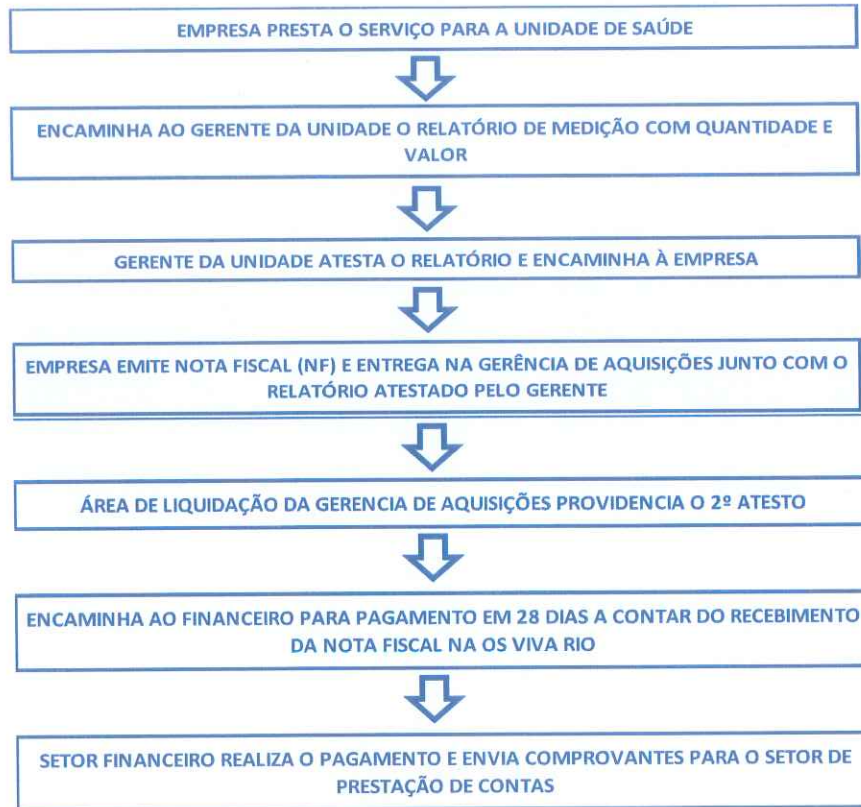 EMPRESA PRESTA O SERVIÇO PARA A UNIDADE DE SAÚDE
ENCAMINHA AO GERENTE DA UNIDADE O RELATÓRIO DE MEDIÇÃO COM QUANTIDADE E
VALOR
GERENTE DA UNIDADE ATESTA O RELATÓRIO E ENCAMINHA À EMPRESA
EMPRESA EMITE NOTA FISCAL (NF) E ENTREGA NA GERÊNCIA DE AQUISIÇÕES JUNTO COM O
RELATÓRIO ATESTADO PELO GERENTE
ÁREA DE LIQUIDAÇÃO DA GERENCIA DE AQUISIÇÕES PROVIDENCIA O 2º ATESTO
ENCAMINHA AO FINANCEIRO PARA PAGAMENTO EM 28 DIAS A CONTAR DO RECEBIMENTO
DA NOTA FISCAL NA OS VIVA RIO
SETOR FINANCEIRO REALIZA O PAGAMENTO E ENVIA COMPROVANTES PARA O SETOR DE
PRESTAÇÃO DE CONTAS